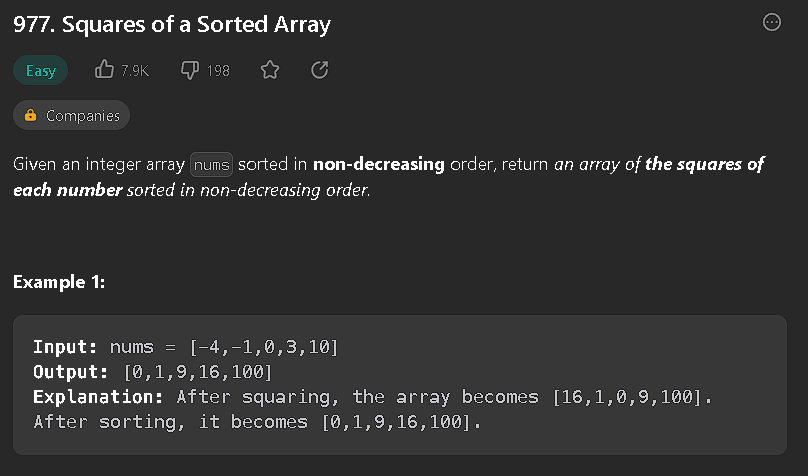 977. Squares of a Sorted Array
Easy 7.9K 198
Companies
Given an integer array nums sorted in non-decreasing order, return an array of the squares of
each number sorted in non-decreasing order.
Example 1:
Input: nums = [-4,-1,0,3,10]
Output: [0,1,9,16,100]
Explanation: After squaring, the array becomes [16,1,0,9,100].
After sorting, it becomes [0,1,9,16,100].